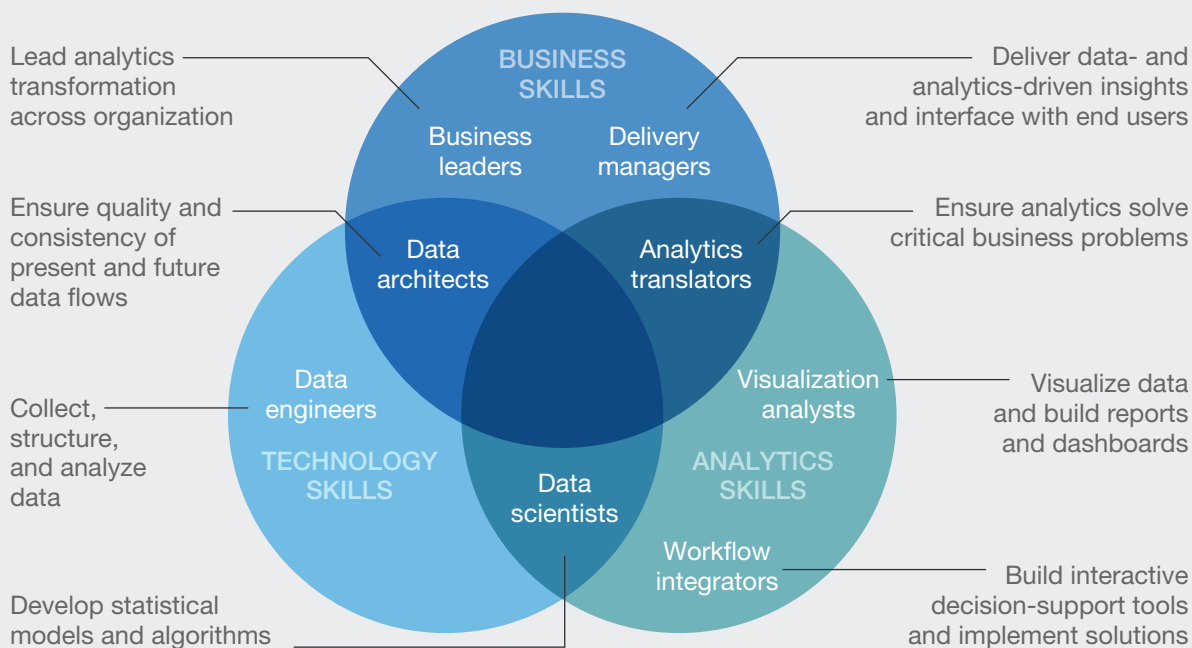 Lead analytics
transformation
across organization
BUSINESS
SKILLS
Deliver data- and
analytics-driven insights
and interface with end users
Business
leaders
Delivery
managers
Ensure quality and
consistency of
present and future
data flows
Data
architects
Analytics
translators
Ensure analytics solve
critical business problems
Data
engineers
Visualization
analysts
Collect,
structure,
and analyze
data
Visualize data
and build reports
and dashboards
TECHNOLOGY
SKILLS
ANALYTICS
SKILLS
Data
scientists
Workflow
integrators
Develop statistical
models and algorithms
Build interactive
decision-support tools
and implement solutions